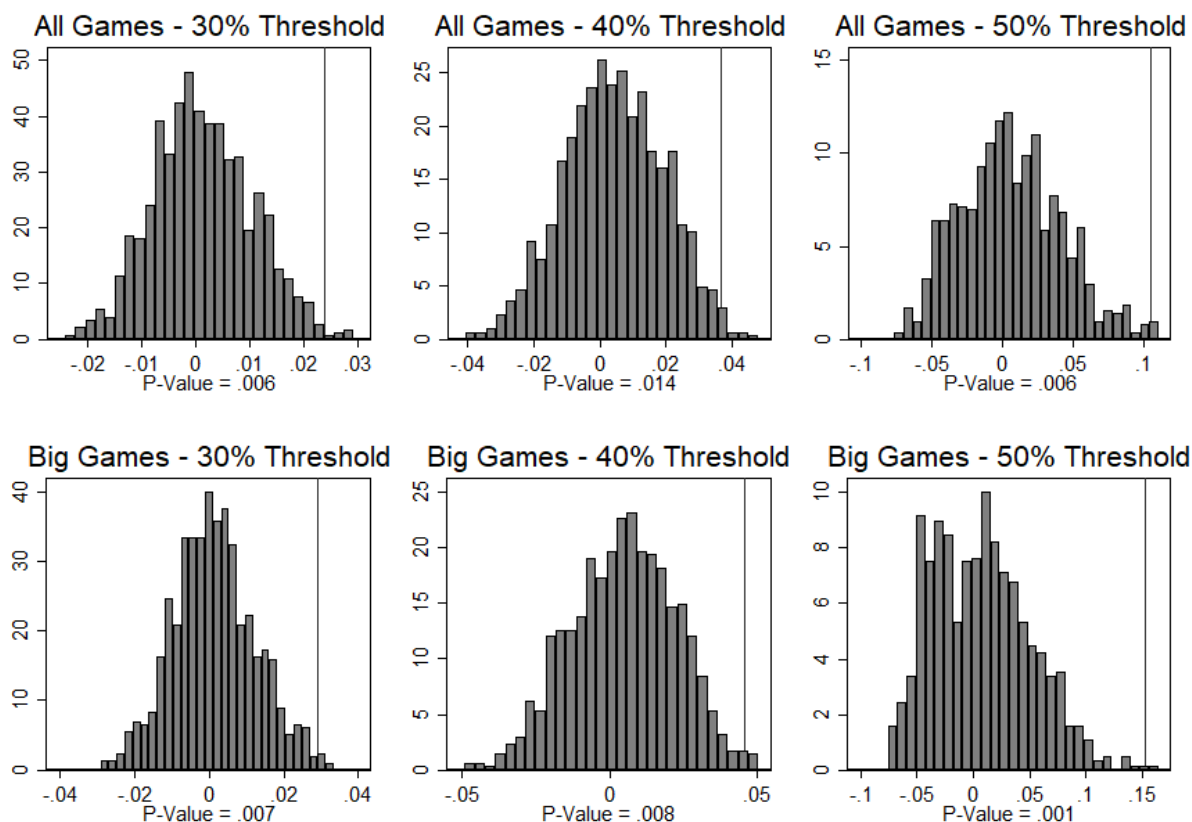 All Games - 30% Threshold
50
40
30
20
10
0
-.02 -.01 0 .01 .02 .03
P-Value = .006
All Games - 40% Threshold
25
20
15
10
5
0
-.04 -.02 0 .02 .04
P-Value = .014
All Games - 50% Threshold
15
10
5
0
-.1 -.05 0 .05 .1
P-Value = .006
Big Games - 30% Threshold
40
30
20
10
0
-.04 -.02 0 .02 .04
P-Value = .007
Big Games - 40% Threshold
25
20
15
10
5
0
-.05 0 .05
P-Value = .008
Big Games - 50% Threshold
10
8
6
4
2
0
-.1 -.05 0 .05 .1 .15
P-Value = .001